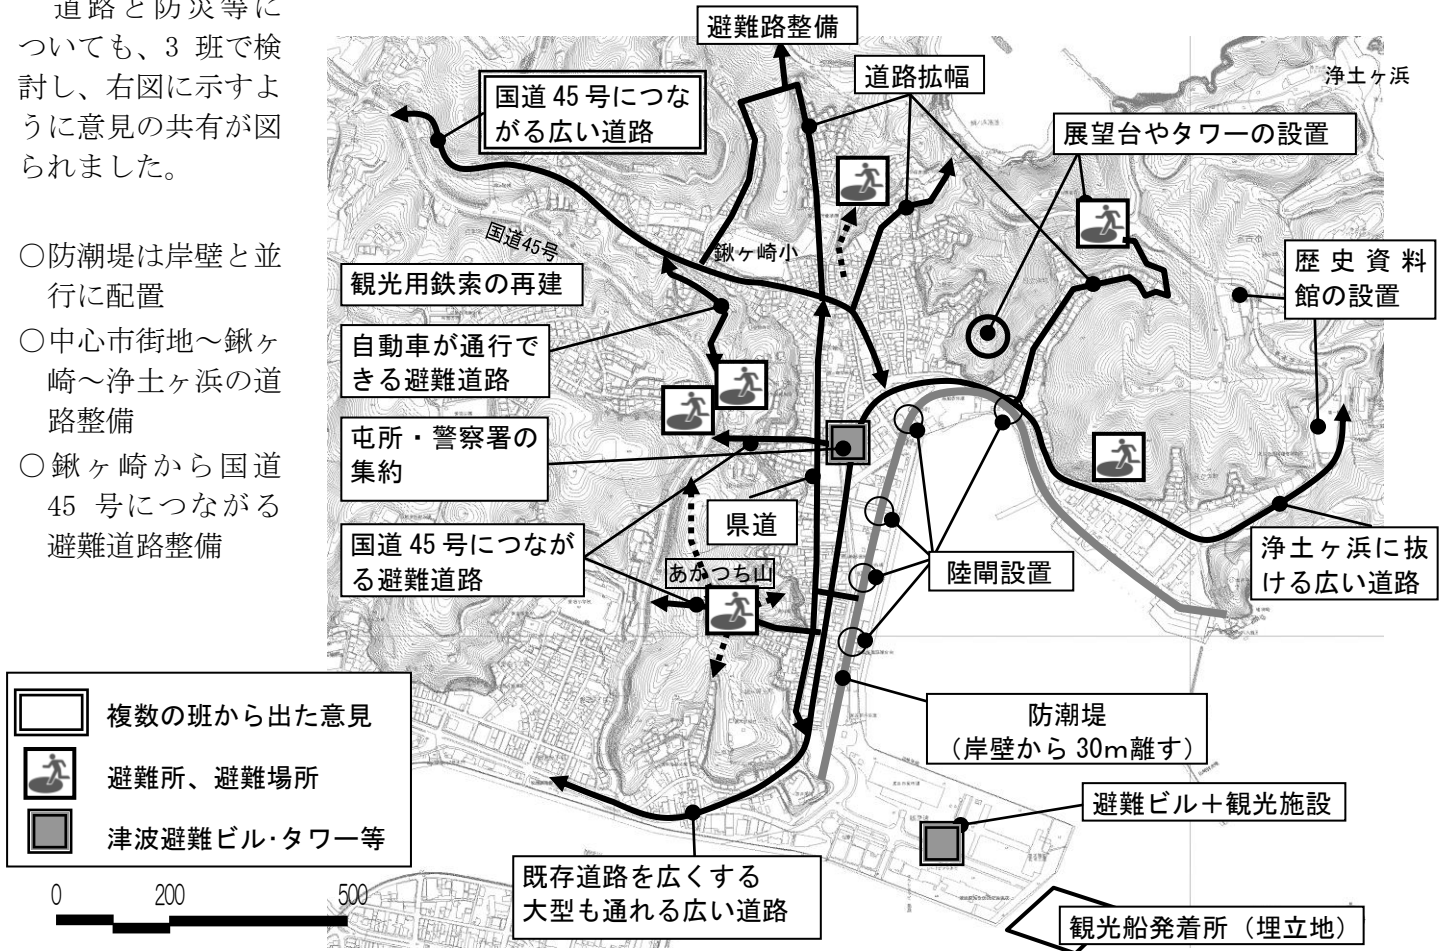 道路と防災等に
ついても、3 班で検
討し、右図に示すよ
うに意見の共有が図
られました。
○防潮堤は岸壁と並
行に配置
○中心市街地～鍬ヶ
崎～浄土ヶ浜の道
路整備
○鍬ヶ崎から国道
45 号につながる
避難道路整備
避難路整備
国道 45 号につな
がる広い道路
道路拡幅
浄土ヶ浜
展望台やタワーの設置
国道45号
鍬ヶ崎小
歴史資料
館の設置
観光用鉄索の再建
自動車が通行で
きる避難道路
屯所・警察署の
集約
県道
国道 45 号につなが
る避難道路
あかつち山
陸閘設置
浄土ヶ浜に抜
ける広い道路
防潮堤
（岸壁から 30ｍ離す）
避難ビル＋観光施設
既存道路を広くする
大型も通れる広い道路
観光船発着所（埋立地）
複数の班から出た意見
避難所、避難場所
津波避難ビル･タワー等
0 200 500